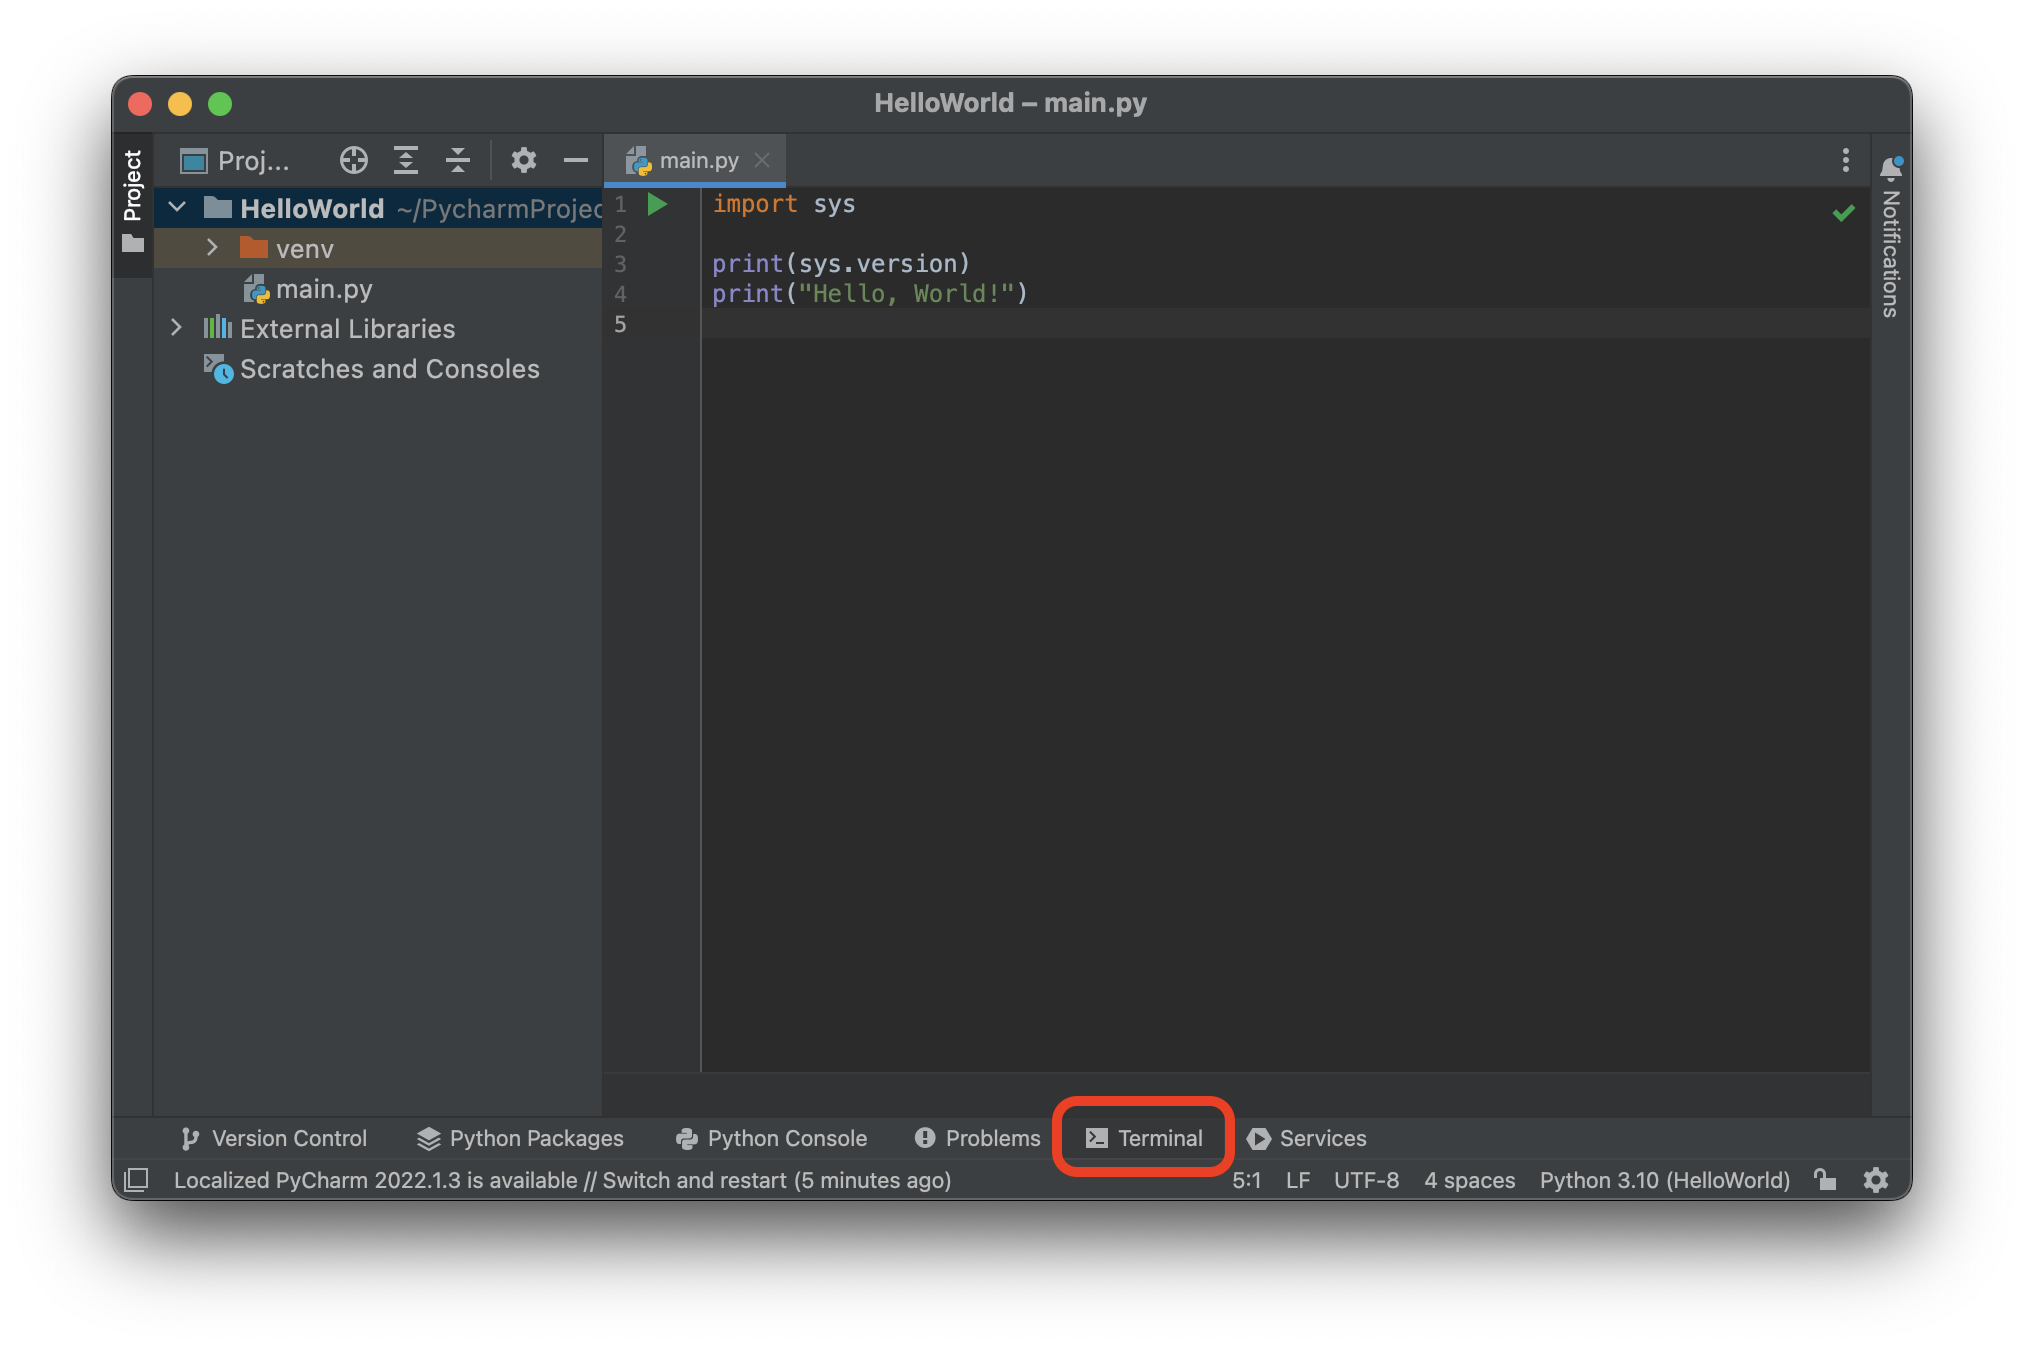 HelloWorld – main.py
Project
Proj...
main.py
HelloWorld ~/PycharmProjec
venv
main.py
External Libraries
Scratches and Consoles
1 import sys
2
3 print(sys.version)
4 print("Hello, World!")
5
Notifications
Version Control Python Packages Python Console Problems Terminal Services
Localized PyCharm 2022.1.3 is available // Switch and restart (5 minutes ago) 5:1 LF UTF-8 4 spaces Python 3.10 (HelloWorld)